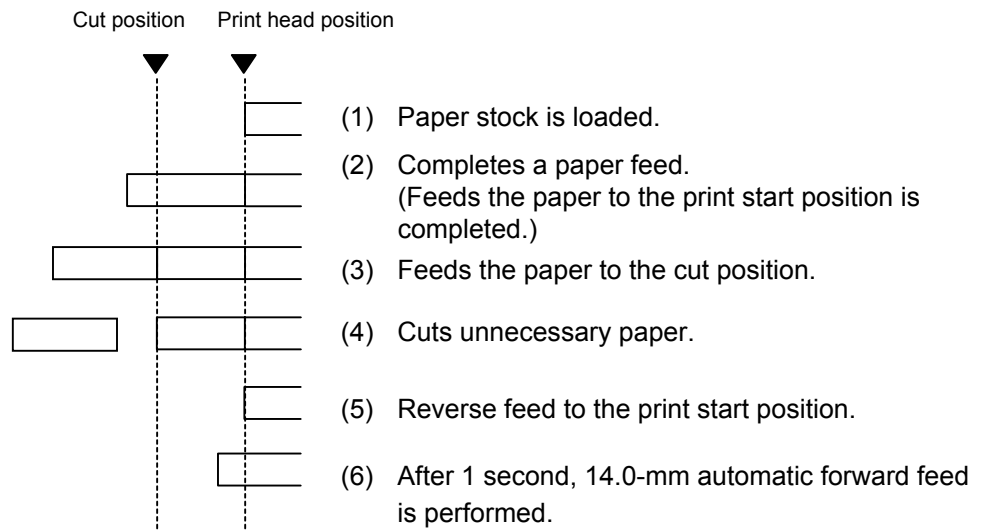 Cut position Print head position
(1) Paper stock is loaded.
(2) Completes a paper feed.
(Feeds the paper to the print start position is
completed.)
(3) Feeds the paper to the cut position.
(4) Cuts unnecessary paper.
(5) Reverse feed to the print start position.
(6) After 1 second, 14.0-mm automatic forward feed
is performed.